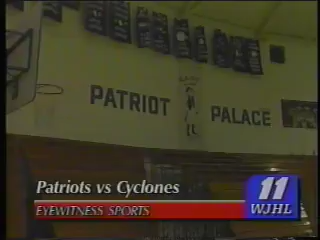 PATRIOT PALACE
Patriots vs Cyclones
EYEWITNESS SPORTS
11
WJHL